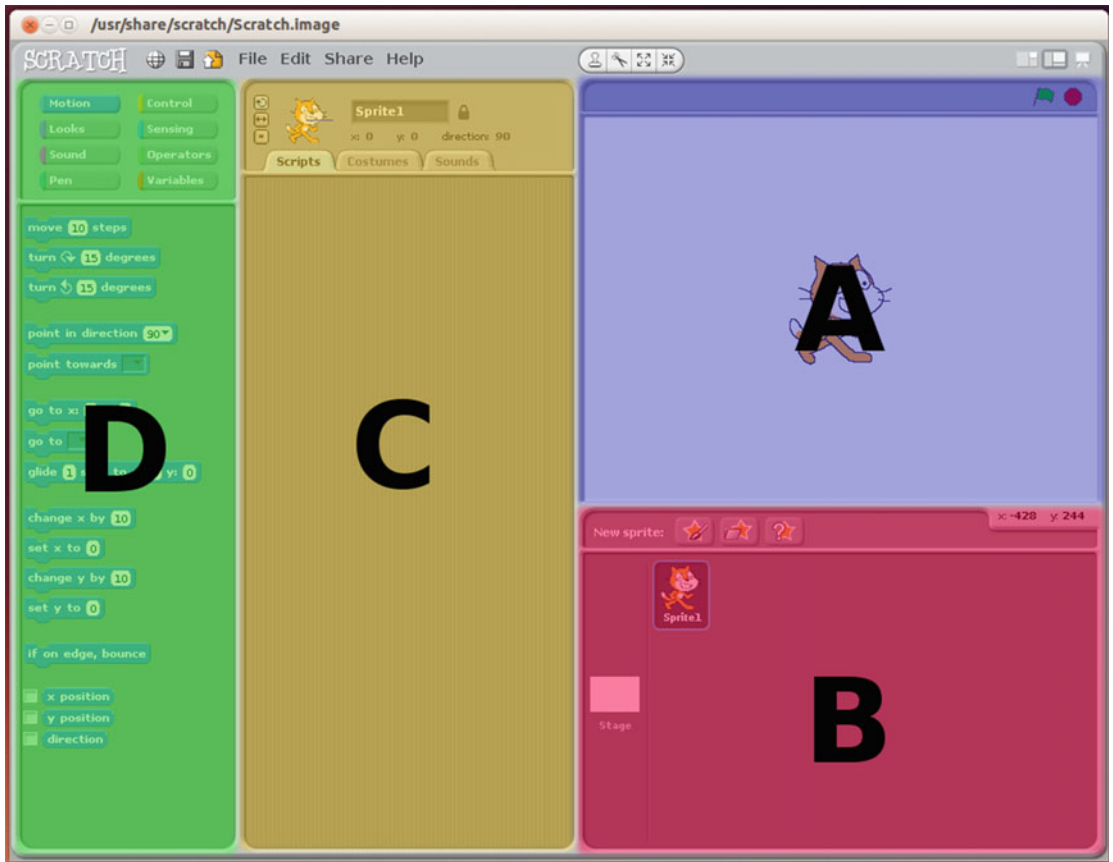 /usr/share/scratch/Scratch.image
SCRATCH File Edit Share Help
Motion Control
Looks Sensing
Sound Operators
Pen Variables
move 10 steps
turn 15 degrees
turn 15 degrees
point in direction 90
point towards
go to x:
go to
glide 1 to y: 0
change x by 10
set x to 0
change y by 10
set y to 0
if on edge, bounce
x position
y position
direction
D
Sprite1
x: 0 y: 0 direction: 90
Scripts Costumes Sounds
C
A
x: -428 y: 244
New sprite:
Sprite1
Stage
B